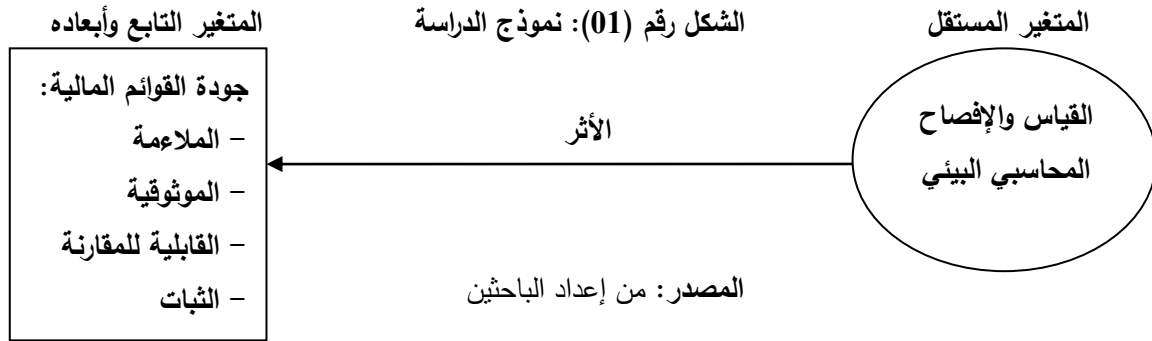 المتغير المستقل
الشكل رقم (01): نموذج الدراسة
المتغير التابع وأبعاده
القياس والإفصاح
المحاسبي البيئي
الأثر
جودة القوائم المالية:
– الملاءمة
– الموثوقية
– القابلية للمقارنة
– الثبات
المصدر: من إعداد الباحثين